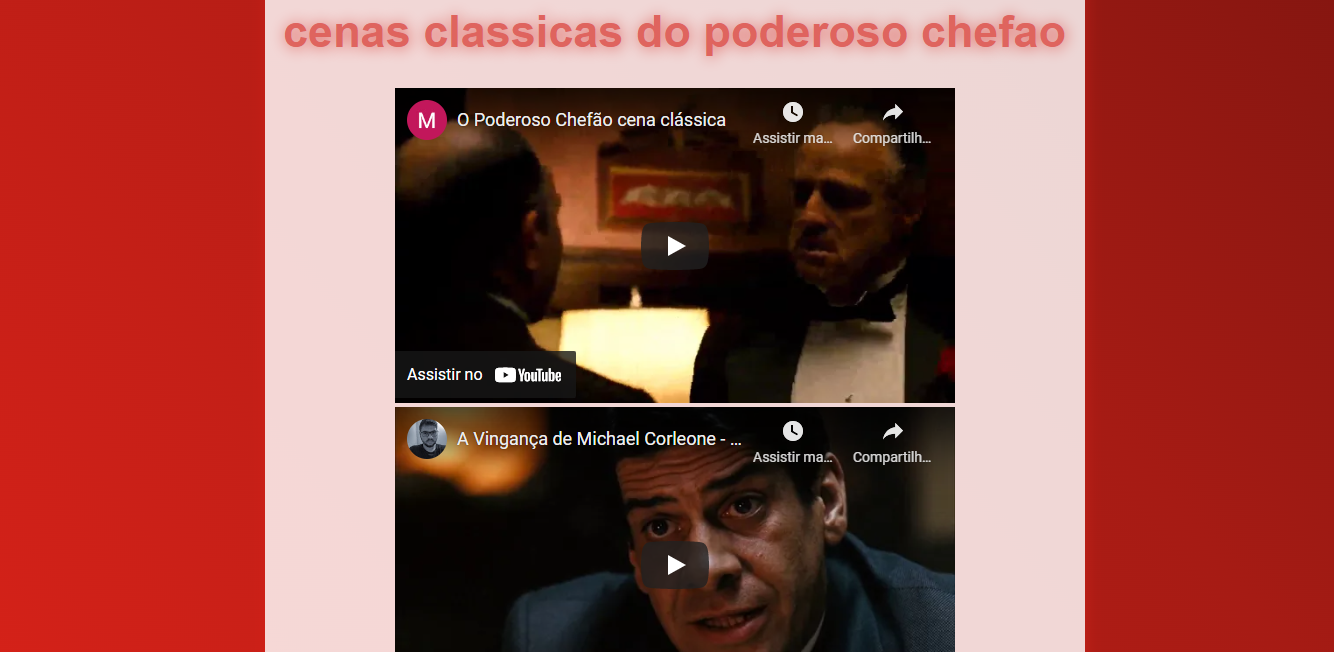 cenas classicas do poderoso chefao
M O Poderoso Chefão cena clássica
Assistir ma... Compartilh...
Assistir no YouTube
A Vingança de Michael Corleone - ...
Assistir ma... Compartilh...